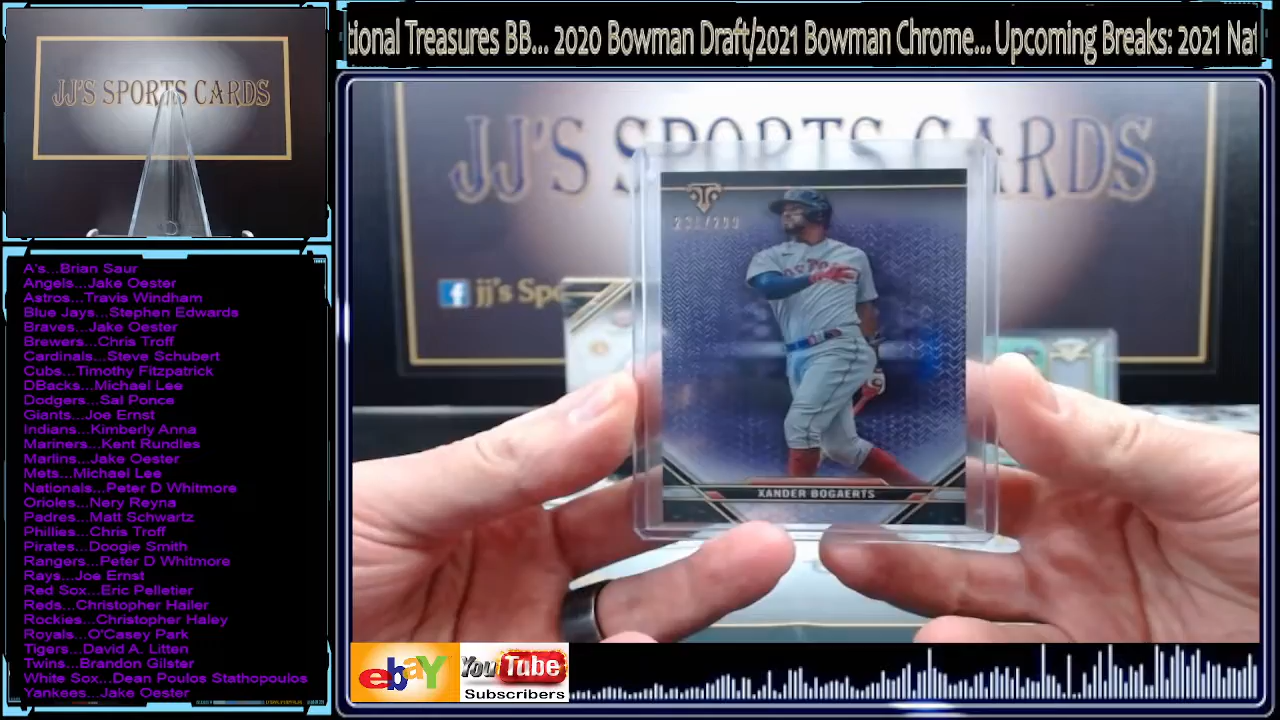 tional Treasures BB... 2020 Bowman Draft/2021 Bowman Chrome... Upcoming Breaks: 2021 Nat
JJ'S SPORTS CARDS
JJ'S SPORTS CARDS
jj's Spo
XANDER BOGAERTS
A's...Brian Saur
Angels...Jake Oester
Astros...Travis Windham
Blue Jays...Stephen Edwards
Braves...Jake Oester
Brewers...Chris Troff
Cardinals...Steve Schubert
Cubs...Timothy Fitzpatrick
DBacks...Michael Lee
Dodgers...Sal Ponce
Giants...Joe Ernst
Indians...Kimberly Anna
Mariners...Kent Rundles
Marlins...Jake Oester
Mets...Michael Lee
Nationals...Peter D Whitmore
Orioles...Nery Reyna
Padres...Matt Schwartz
Phillies...Chris Troff
Pirates...Doogie Smith
Rangers...Peter D Whitmore
Rays...Joe Ernst
Red Sox...Eric Pelletier
Reds...Christopher Hailer
Rockies...Christopher Haley
Royals...O'Casey Park
Tigers...David A. Litten
Twins...Brandon Gilster
White Sox...Dean Poulos Stathopoulos
Yankees...Jake Oester
ebaY
YouTube
Subscribers